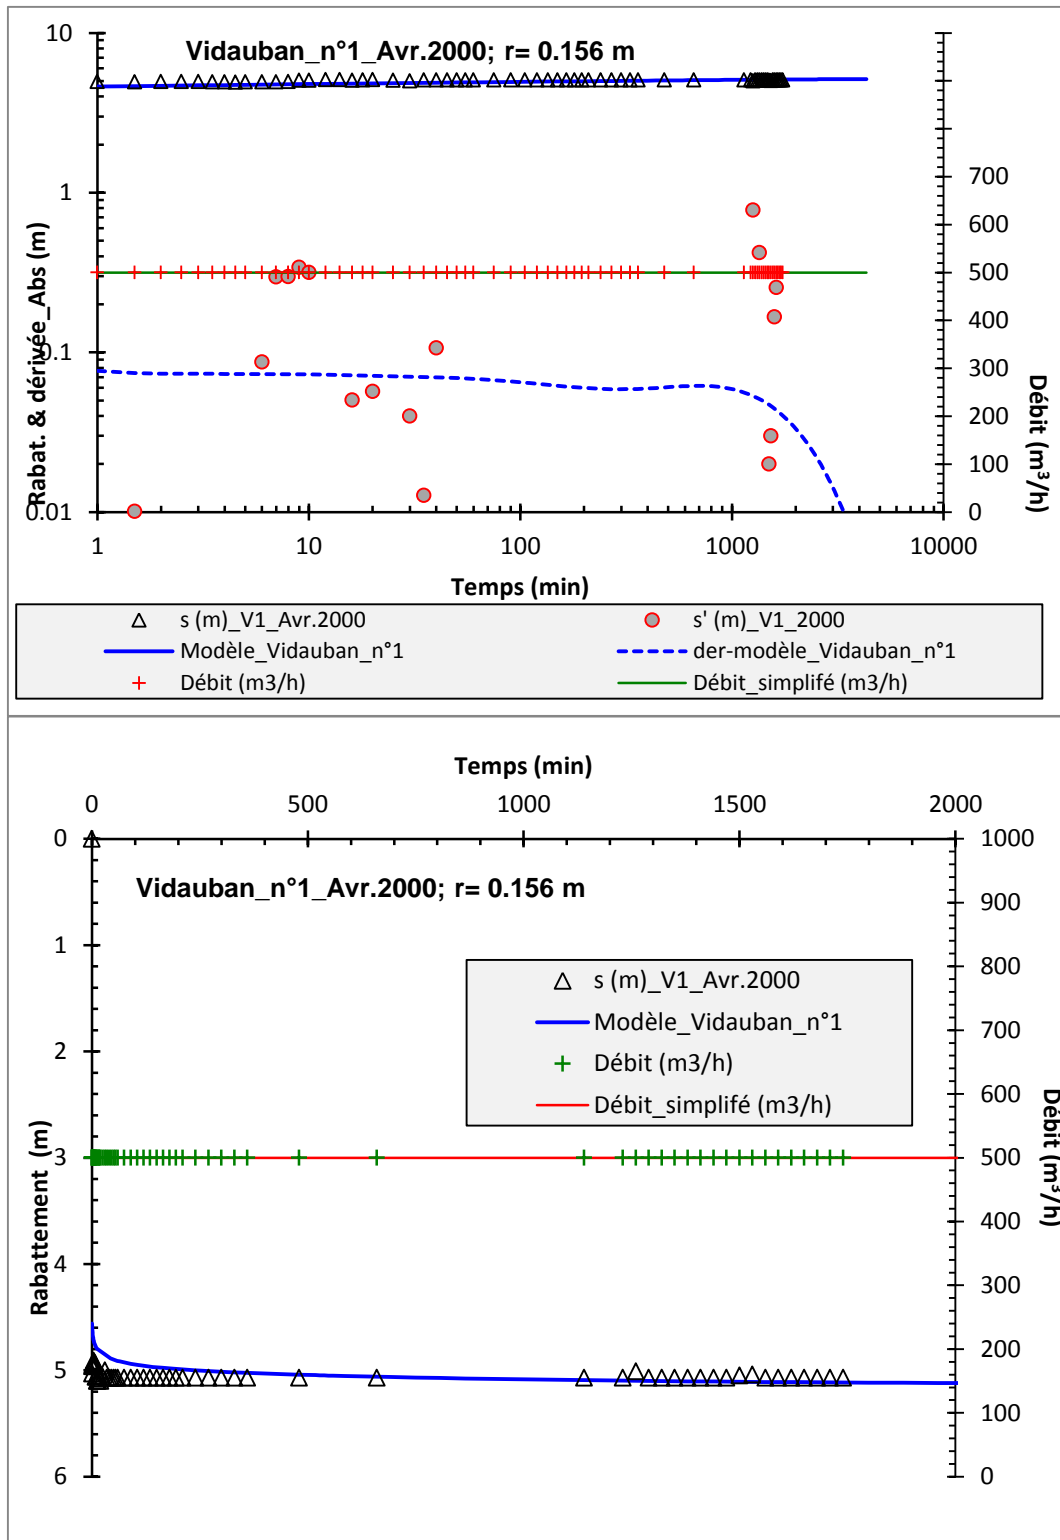 Vidauban_n°1_Avr.2000; r= 0.156 m
10
1
0.1
0.01
Rabat. & dérivée_Abs (m)
700
600
500
400
300
200
100
0
Débit (m³/h)
1 10 100 1000 10000
Temps (min)
s (m)_V1_Avr.2000
s' (m)_V1_2000
Modèle_Vidauban_n°1
der-modèle_Vidauban_n°1
Débit (m3/h)
Débit_simplifé (m3/h)
Temps (min)
0 500 1000 1500 2000
Vidauban_n°1_Avr.2000; r= 0.156 m
0
1
2
3
4
5
6
Rabattement (m)
s (m)_V1_Avr.2000
Modèle_Vidauban_n°1
Débit (m3/h)
Débit_simplifé (m3/h)
1000
900
800
700
600
500
400
300
200
100
0
Débit (m³/h)